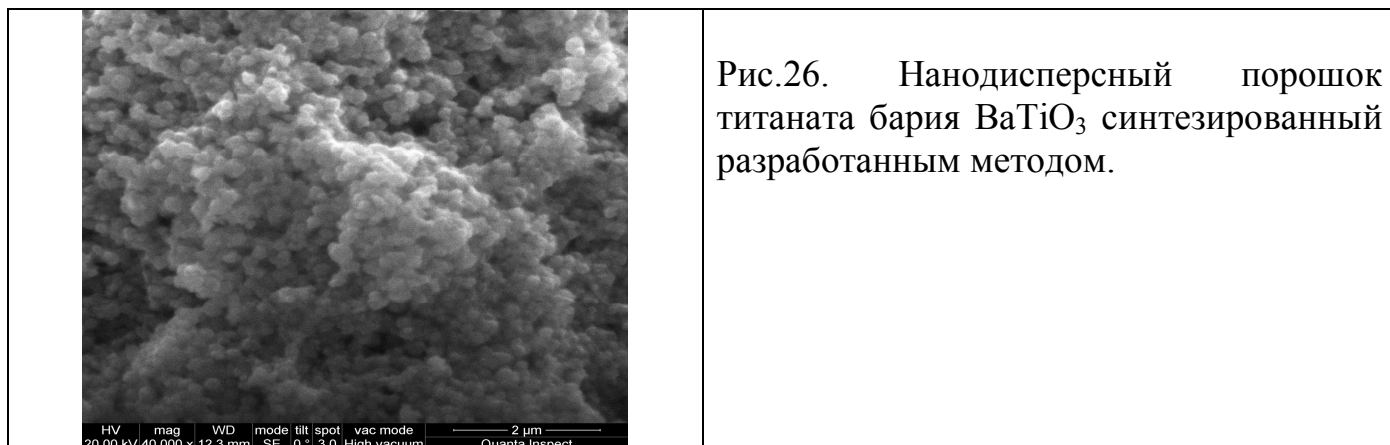 Рис.26. Нанодисперсный порошок
титаната бария BaTiO₃ синтезированный
разработанным методом.
HV mag WD mode tilt spot vac mode 2 µm
20.00 kV 40 000 x 12.3 mm SE 0 ° 3.0 High vacuum Quanta Inspect